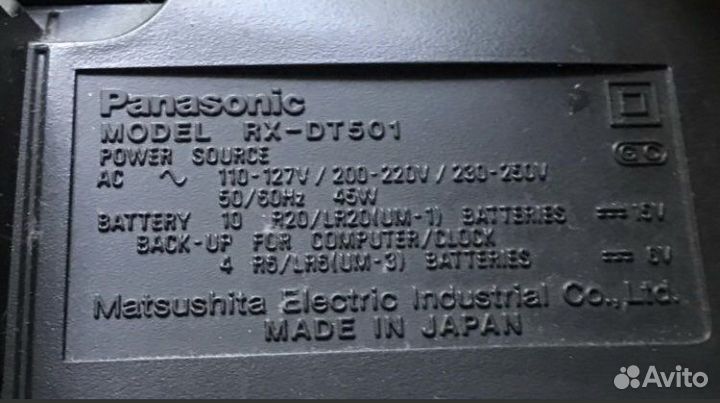 Panasonic
MODEL RX-DT501
POWER SOURCE
AC ∿ 110-127V / 200-220V / 230-250V
50/60Hz 45W
BATTERY 10 R20/LR20(UM-1) BATTERIES ⎓ 15V
BACK-UP FOR COMPUTER/CLOCK
4 R6/LR6(UM-3) BATTERIES ⎓ 6V
Matsushita Electric Industrial Co., Ltd.
MADE IN JAPAN
Avito